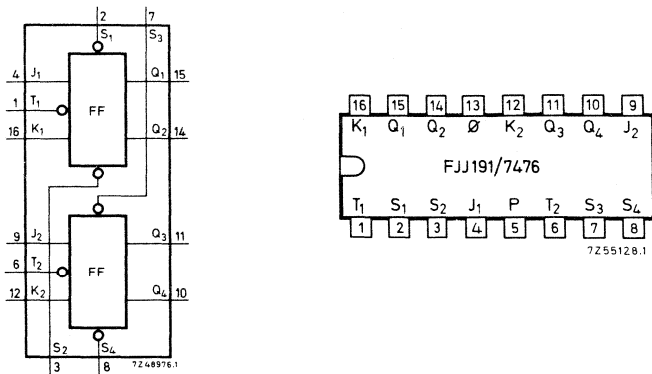 2 7
S₁ S₃
4 J₁ Q₁ 15
1 T₁ FF
16 K₁ Q₂ 14
9 J₂ Q₃ 11
6 T₂ FF
12 K₂ Q₄ 10
S₂ S₄
3 8
7Z48976.1
16 15 14 13 12 11 10 9
K₁ Q₁ Q₂ Ø K₂ Q₃ Q₄ J₂
FJJ191/7476
T₁ S₁ S₂ J₁ P T₂ S₃ S₄
1 2 3 4 5 6 7 8
7Z55128.1